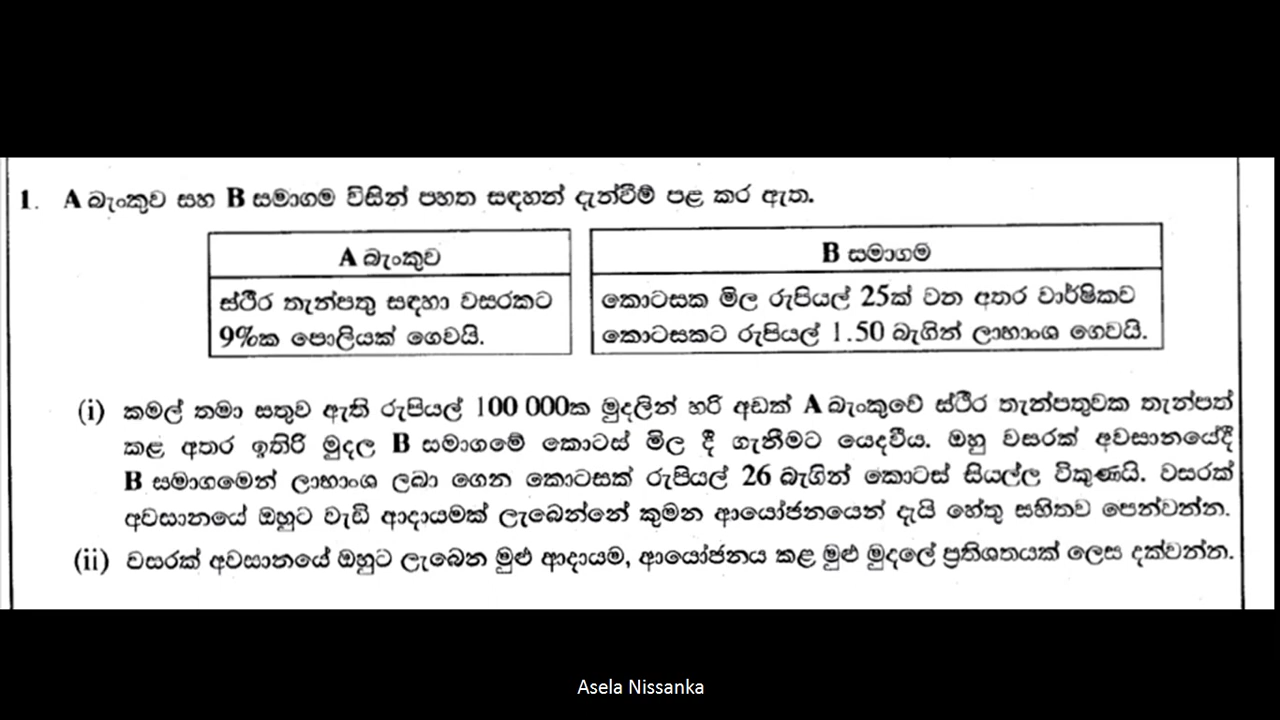 1. A බැංකුව සහ B සමාගම විසින් පහත සඳහන් දැන්වීම් පළ කර ඇත.
A බැංකුව
ස්ථීර තැන්පතු සඳහා වසරකට
9%ක පොලියක් ගෙවයි.
B සමාගම
කොටසක මිල රුපියල් 25ක් වන අතර වාර්ෂිකව
කොටසකට රුපියල් 1.50 බැගින් ලාභාංශ ගෙවයි.
(i) කමල් තමා සතුව ඇති රුපියල් 100 000ක මුදලින් හරි අඩක් A බැංකුවේ ස්ථීර තැන්පතුවක තැන්පත්
කළ අතර ඉතිරි මුදල B සමාගමේ කොටස් මිල දී ගැනීමට යෙදවීය. ඔහු වසරක් අවසානයේදී
B සමාගමෙන් ලාභාංශ ලබා ගෙන කොටසක් රුපියල් 26 බැගින් කොටස් සියල්ල විකුණයි. වසරක්
අවසානයේ ඔහුට වැඩි ආදායමක් ලැබෙන්නේ කුමන ආයෝජනයෙන් දැයි හේතු සහිතව පෙන්වන්න.
(ii) වසරක් අවසානයේ ඔහුට ලැබෙන මුළු ආදායම, ආයෝජනය කළ මුළු මුදලේ ප්‍රතිශතයක් ලෙස දක්වන්න.
Asela Nissanka